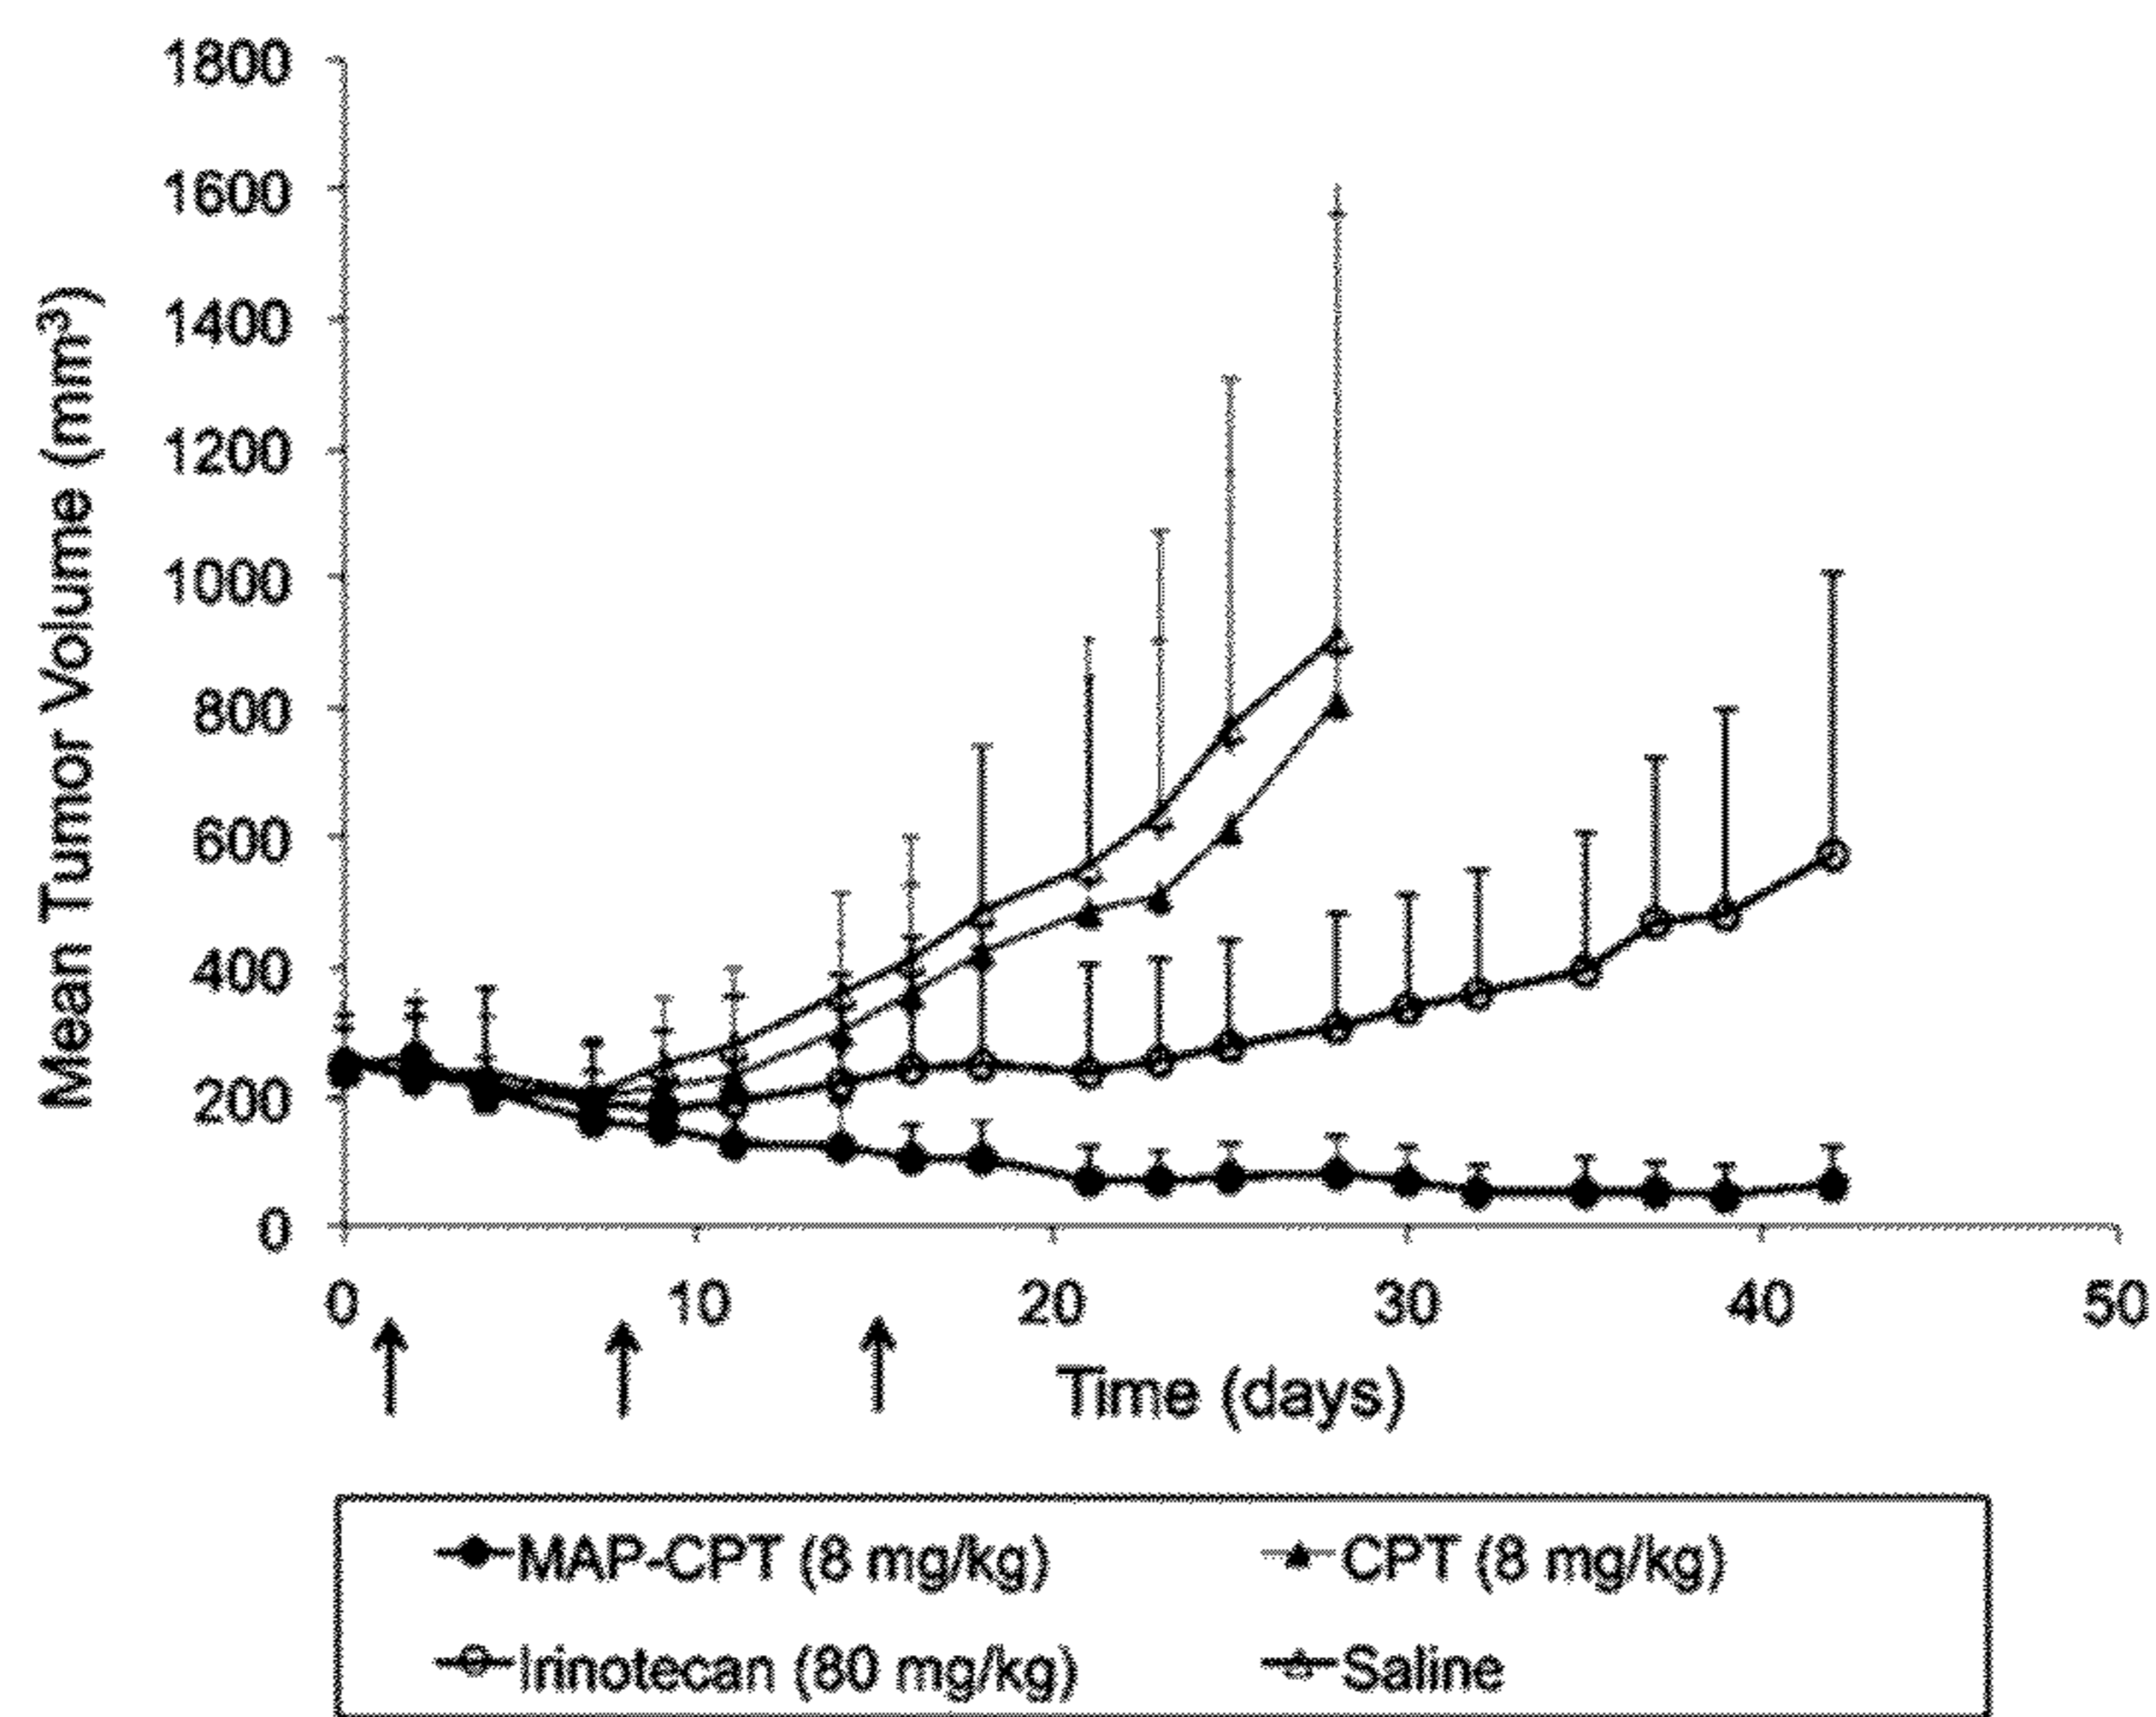 Mean Tumor Volume (mm³)
1800
1600
1400
1200
1000
800
600
400
200
0
0 10 20 30 40 50
Time (days)
MAP-CPT (8 mg/kg) CPT (8 mg/kg)
Irinotecan (80 mg/kg) Saline